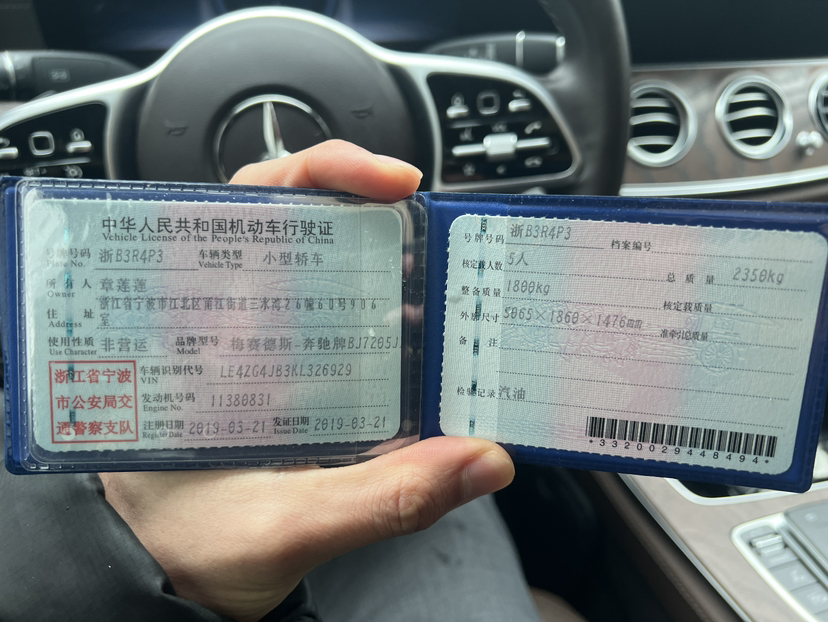 中华人民共和国机动车行驶证
Vehicle License of the People's Republic of China
号牌号码 浙B3R4P3 车辆类型 小型轿车
Plate No. Vehicle Type
所有人 章莲莲
Owner
浙江省宁波市江北区甬江街道三水湾26幢60号906
住址 室
Address
使用性质 非营运 品牌型号 梅赛德斯-奔驰牌BJ7205J
Use Character Model
浙江省宁波
市公安局交
通警察支队
车辆识别代号 LE4ZG4JB3KL326929
VIN
发动机号码 11380831
Engine No.
注册日期 2019-03-21 发证日期 2019-03-21
Register Date Issue Date
号牌号码 浙B3R4P3 档案编号
核定载人数 5人 总质量 2350kg
整备质量 1800kg 核定载质量
外廓尺寸 5065×1860×1476mm 准牵引总质量
备注
检验记录 汽油
*3320029448494*